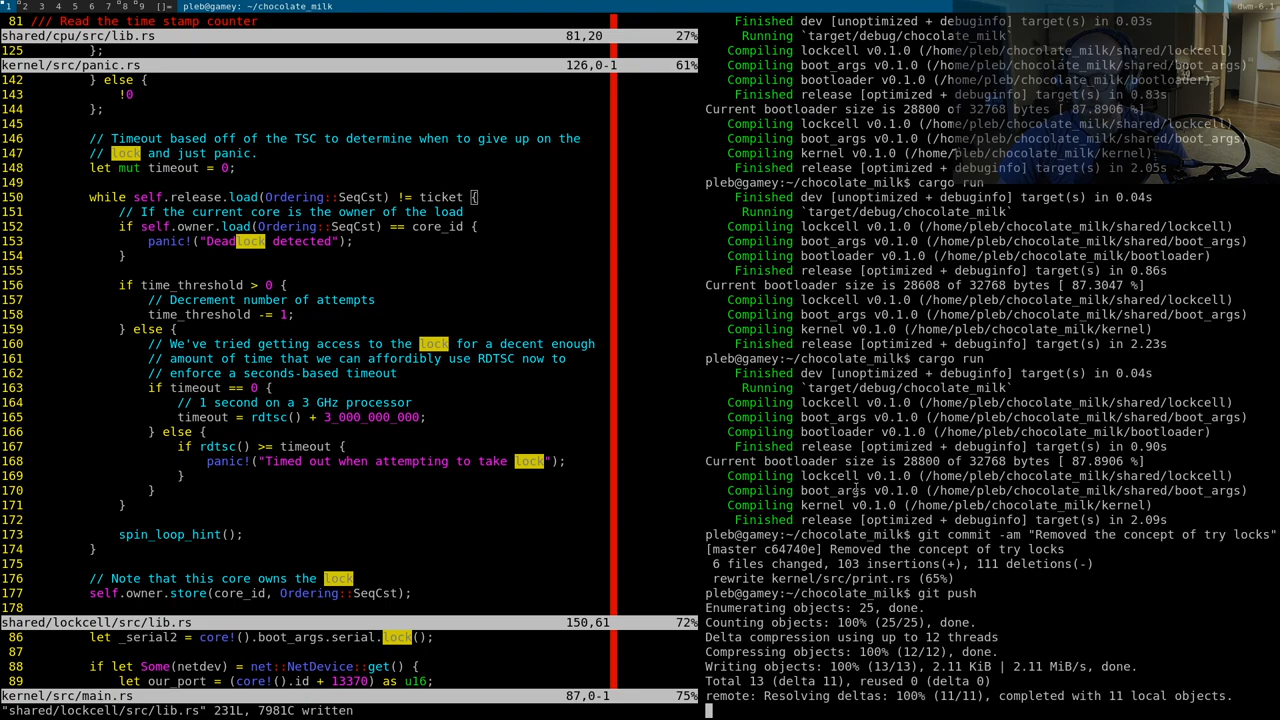 1 2 3 4 5 6 7 8 9 []= pleb@gamey: ~/chocolate_milk dwm-6.1
81 /// Read the time stamp counter
shared/cpu/src/lib.rs 81,20 27%
125 };
kernel/src/panic.rs 126,0-1 61%
142 } else {
143 !0
144 };
145
146 // Timeout based off of the TSC to determine when to give up on the
147 // lock and just panic.
148 let mut timeout = 0;
149
150 while self.release.load(Ordering::SeqCst) != ticket {
151 // If the current core is the owner of the load
152 if self.owner.load(Ordering::SeqCst) == core_id {
153 panic!("Deadlock detected");
154 }
155
156 if time_threshold > 0 {
157 // Decrement number of attempts
158 time_threshold -= 1;
159 } else {
160 // We've tried getting access to the lock for a decent enough
161 // amount of time that we can affordibly use RDTSC now to
162 // enforce a seconds-based timeout
163 if timeout == 0 {
164 // 1 second on a 3 GHz processor
165 timeout = rdtsc() + 3_000_000_000;
166 } else {
167 if rdtsc() >= timeout {
168 panic!("Timed out when attempting to take lock");
169 }
170 }
171 }
172
173 spin_loop_hint();
174 }
175
176 // Note that this core owns the lock
177 self.owner.store(core_id, Ordering::SeqCst);
178
shared/lockcell/src/lib.rs 150,61 72%
86 let _serial2 = core!().boot_args.serial.lock();
87
88 if let Some(netdev) = net::NetDevice::get() {
89 let our_port = (core!().id + 13370) as u16;
kernel/src/main.rs 87,0-1 75%
"shared/lockcell/src/lib.rs" 231L, 7981C written
Finished dev [unoptimized + debuginfo] target(s) in 0.03s
Running `target/debug/chocolate_milk`
Compiling lockcell v0.1.0 (/home/pleb/chocolate_milk/shared/lockcell)
Compiling boot_args v0.1.0 (/home/pleb/chocolate_milk/shared/boot_args)
Compiling bootloader v0.1.0 (/home/pleb/chocolate_milk/bootloader)
Finished release [optimized + debuginfo] target(s) in 0.83s
Current bootloader size is 28800 of 32768 bytes [ 87.8906 %]
Compiling lockcell v0.1.0 (/home/pleb/chocolate_milk/shared/lockcell)
Compiling boot_args v0.1.0 (/home/pleb/chocolate_milk/shared/boot_args)
Compiling kernel v0.1.0 (/home/pleb/chocolate_milk/kernel)
Finished release [optimized + debuginfo] target(s) in 2.05s
pleb@gamey:~/chocolate_milk$ cargo run
Finished dev [unoptimized + debuginfo] target(s) in 0.04s
Running `target/debug/chocolate_milk`
Compiling lockcell v0.1.0 (/home/pleb/chocolate_milk/shared/lockcell)
Compiling boot_args v0.1.0 (/home/pleb/chocolate_milk/shared/boot_args)
Compiling bootloader v0.1.0 (/home/pleb/chocolate_milk/bootloader)
Finished release [optimized + debuginfo] target(s) in 0.86s
Current bootloader size is 28608 of 32768 bytes [ 87.3047 %]
Compiling lockcell v0.1.0 (/home/pleb/chocolate_milk/shared/lockcell)
Compiling boot_args v0.1.0 (/home/pleb/chocolate_milk/shared/boot_args)
Compiling kernel v0.1.0 (/home/pleb/chocolate_milk/kernel)
Finished release [optimized + debuginfo] target(s) in 2.23s
pleb@gamey:~/chocolate_milk$ cargo run
Finished dev [unoptimized + debuginfo] target(s) in 0.04s
Running `target/debug/chocolate_milk`
Compiling lockcell v0.1.0 (/home/pleb/chocolate_milk/shared/lockcell)
Compiling boot_args v0.1.0 (/home/pleb/chocolate_milk/shared/boot_args)
Compiling bootloader v0.1.0 (/home/pleb/chocolate_milk/bootloader)
Finished release [optimized + debuginfo] target(s) in 0.90s
Current bootloader size is 28800 of 32768 bytes [ 87.8906 %]
Compiling lockcell v0.1.0 (/home/pleb/chocolate_milk/shared/lockcell)
Compiling boot_args v0.1.0 (/home/pleb/chocolate_milk/shared/boot_args)
Compiling kernel v0.1.0 (/home/pleb/chocolate_milk/kernel)
Finished release [optimized + debuginfo] target(s) in 2.09s
pleb@gamey:~/chocolate_milk$ git commit -am "Removed the concept of try locks"
[master c64740e] Removed the concept of try locks
6 files changed, 103 insertions(+), 111 deletions(-)
rewrite kernel/src/print.rs (65%)
pleb@gamey:~/chocolate_milk$ git push
Enumerating objects: 25, done.
Counting objects: 100% (25/25), done.
Delta compression using up to 12 threads
Compressing objects: 100% (12/12), done.
Writing objects: 100% (13/13), 2.11 KiB | 2.11 MiB/s, done.
Total 13 (delta 11), reused 0 (delta 0)
remote: Resolving deltas: 100% (11/11), completed with 11 local objects.